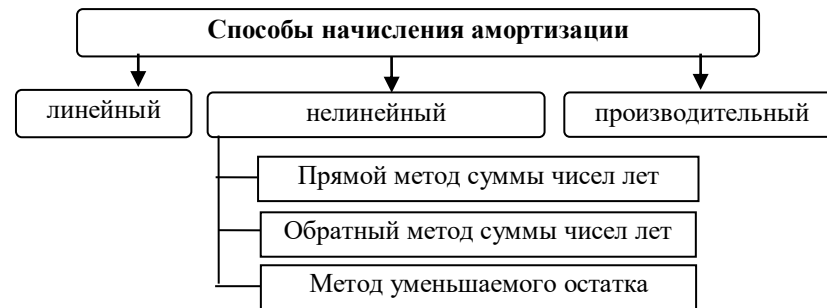 Способы начисления амортизации
линейный
нелинейный
производительный
Прямой метод суммы чисел лет
Обратный метод суммы чисел лет
Метод уменьшаемого остатка